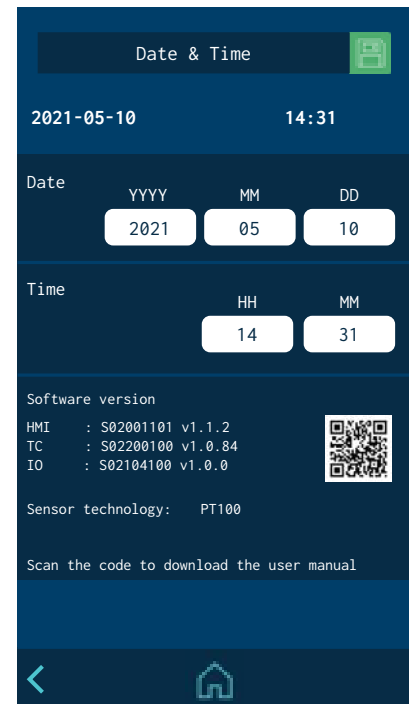 Date & Time
2021-05-10 14:31
Date
YYYY MM DD
2021 05 10
Time
HH MM
14 31
Software version
HMI : S02001101 v1.1.2
TC : S02200100 v1.0.84
IO : S02104100 v1.0.0
Sensor technology: PT100
Scan the code to download the user manual